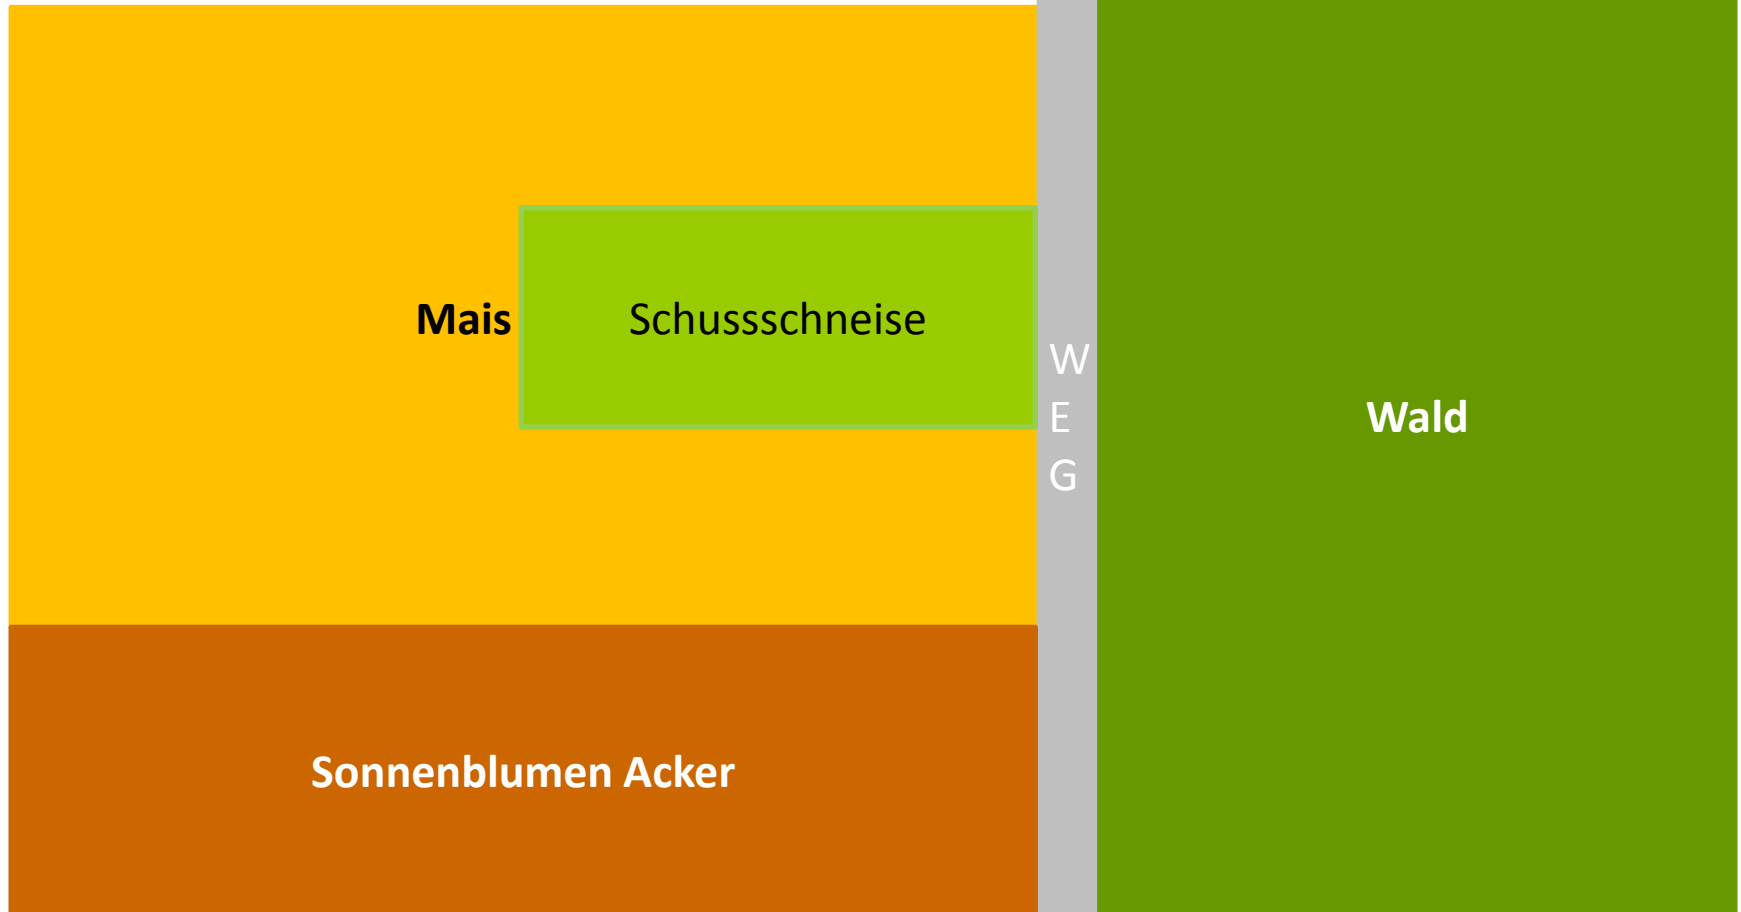 Mais
Schussschneise
W
E
G
Wald
Sonnenblumen Acker